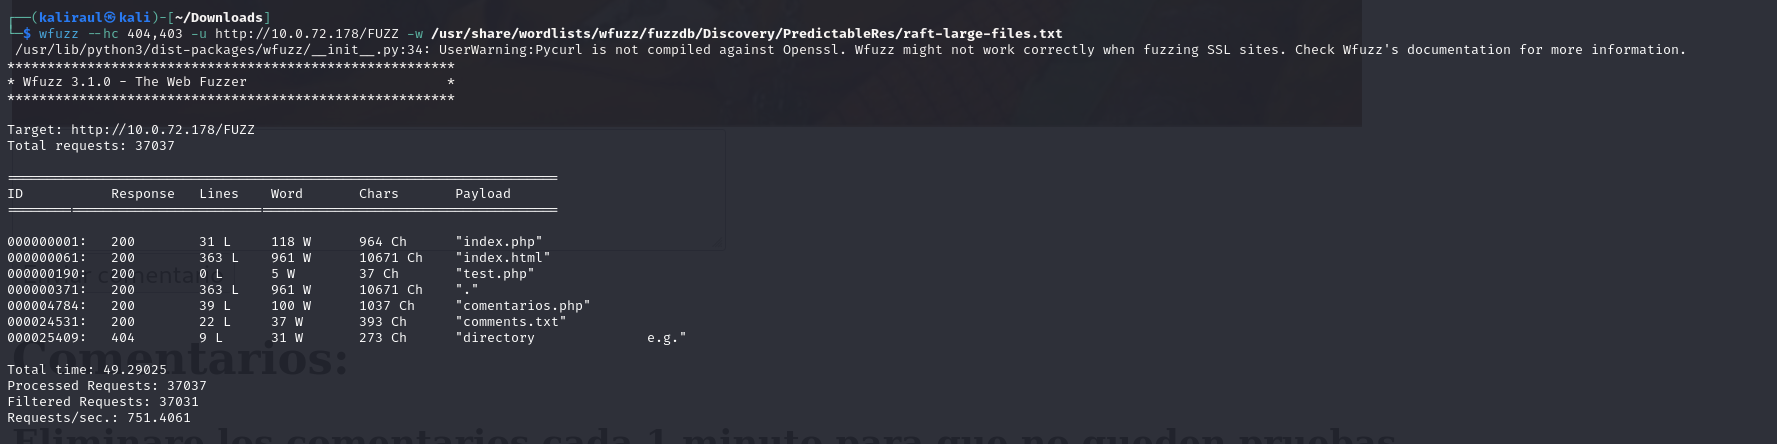 ┌──(kaliraul㉿kali)-[~/Downloads]
└─$ wfuzz --hc 404,403 -u http://10.0.72.178/FUZZ -w /usr/share/wordlists/wfuzz/fuzzdb/Discovery/PredictableRes/raft-large-files.txt
/usr/lib/python3/dist-packages/wfuzz/__init__.py:34: UserWarning:Pycurl is not compiled against Openssl. Wfuzz might not work correctly when fuzzing SSL sites. Check Wfuzz's documentation for more information.
********************************************************
* Wfuzz 3.1.0 - The Web Fuzzer                         *
********************************************************
Target: http://10.0.72.178/FUZZ
Total requests: 37037
=====================================================================
ID           Response   Lines    Word       Chars       Payload
=====================================================================
000000001:   200        31 L     118 W      964 Ch      "index.php"
000000061:   200        363 L    961 W      10671 Ch    "index.html"
000000190:   200        0 L      5 W        37 Ch       "test.php"
000000371:   200        363 L    961 W      10671 Ch    "."
000004784:   200        39 L     100 W      1037 Ch     "comentarios.php"
000024531:   200        22 L     37 W       393 Ch      "comments.txt"
000025409:   404        9 L      31 W       273 Ch      "directory              e.g."
Comentarios:
Total time: 49.29025
Processed Requests: 37037
Filtered Requests: 37031
Requests/sec.: 751.4061
Eliminare los comentarios cada 1 minuto para que no queden pruebas